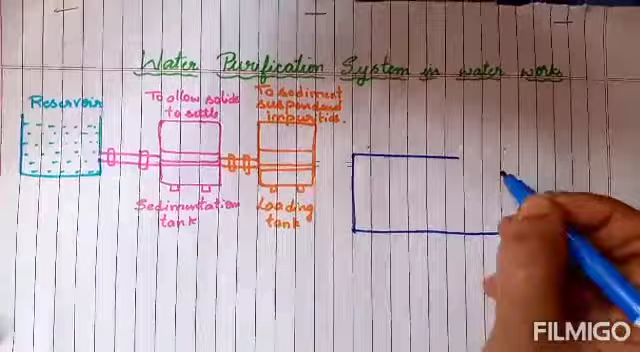 Water Purification System in water works
Reservoir
To allow solids
to settle
To sediment
suspended
impurities.
Sedimentation
tank
Loading
tank
FILMIGO